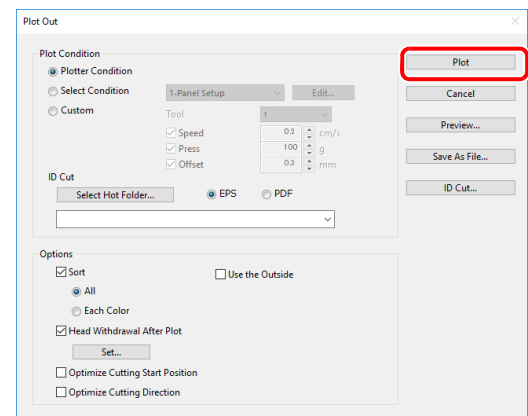 Plot Out
Plot Condition
Plotter Condition
Select Condition
1-Panel Setup
Edit...
Custom
Tool
1
Speed
0.2
cm/s
Press
100
g
Offset
0.3
mm
ID Cut
Select Hot Folder...
EPS
PDF
Options
Sort
Use the Outside
All
Each Color
Head Withdrawal After Plot
Set...
Optimize Cutting Start Position
Optimize Cutting Direction
Plot
Cancel
Preview...
Save As File...
ID Cut...